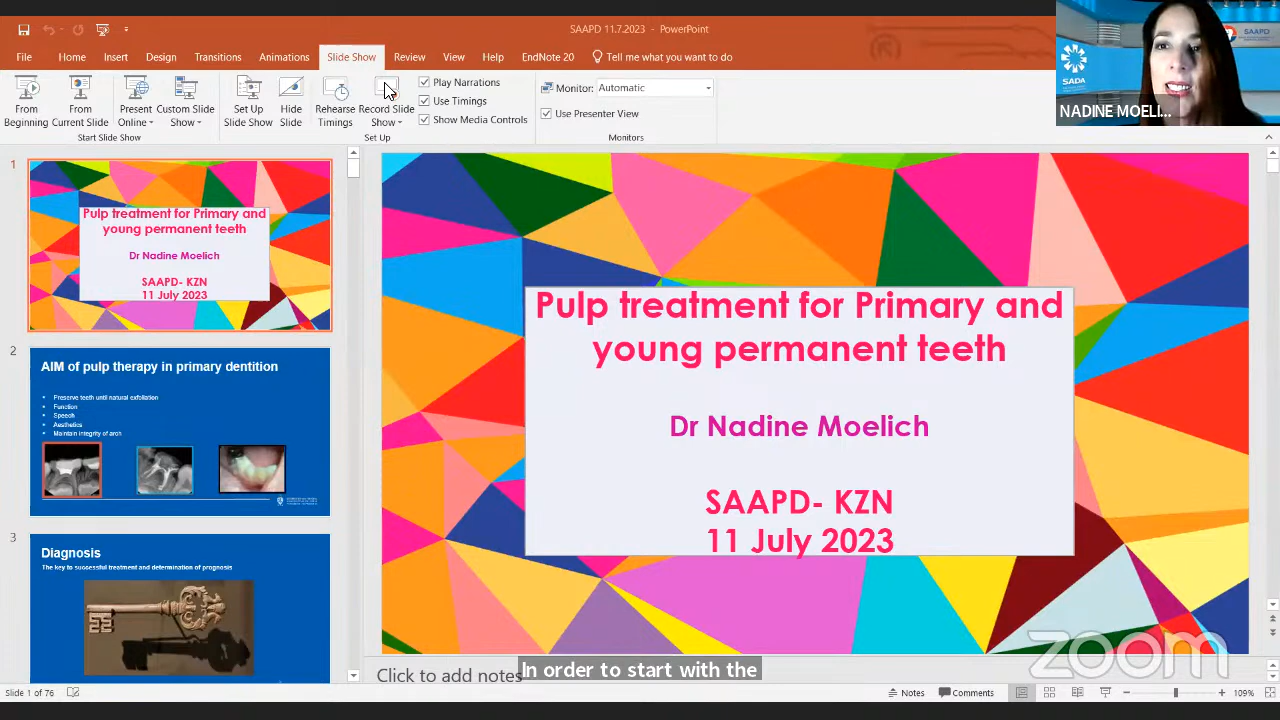 SAAPD 11.7.2023 - PowerPoint
File Home Insert Design Transitions Animations Slide Show Review View Help EndNote 20 Tell me what you want to do
From Beginning
From Current Slide
Present Online
Custom Slide Show
Start Slide Show
Set Up Slide Show
Hide Slide
Rehearse Timings
Record Slide Show
Play Narrations
Use Timings
Show Media Controls
Set Up
Monitor: Automatic
Use Presenter View
Monitors
SADA
SAAPD
NADINE MOELI...
1
Pulp treatment for Primary and
young permanent teeth
Dr Nadine Moelich
SAAPD- KZN
11 July 2023
2
AIM of pulp therapy in primary dentition
Preserve teeth until natural exfoliation
Function
Speech
Aesthetics
Maintain integrity of arch
3
Diagnosis
The key to successful treatment and determination of prognosis
Pulp treatment for Primary and
young permanent teeth
Dr Nadine Moelich
SAAPD- KZN
11 July 2023
zoom
Click to add notes
In order to start with the
Slide 1 of 76
Notes
Comments
109%